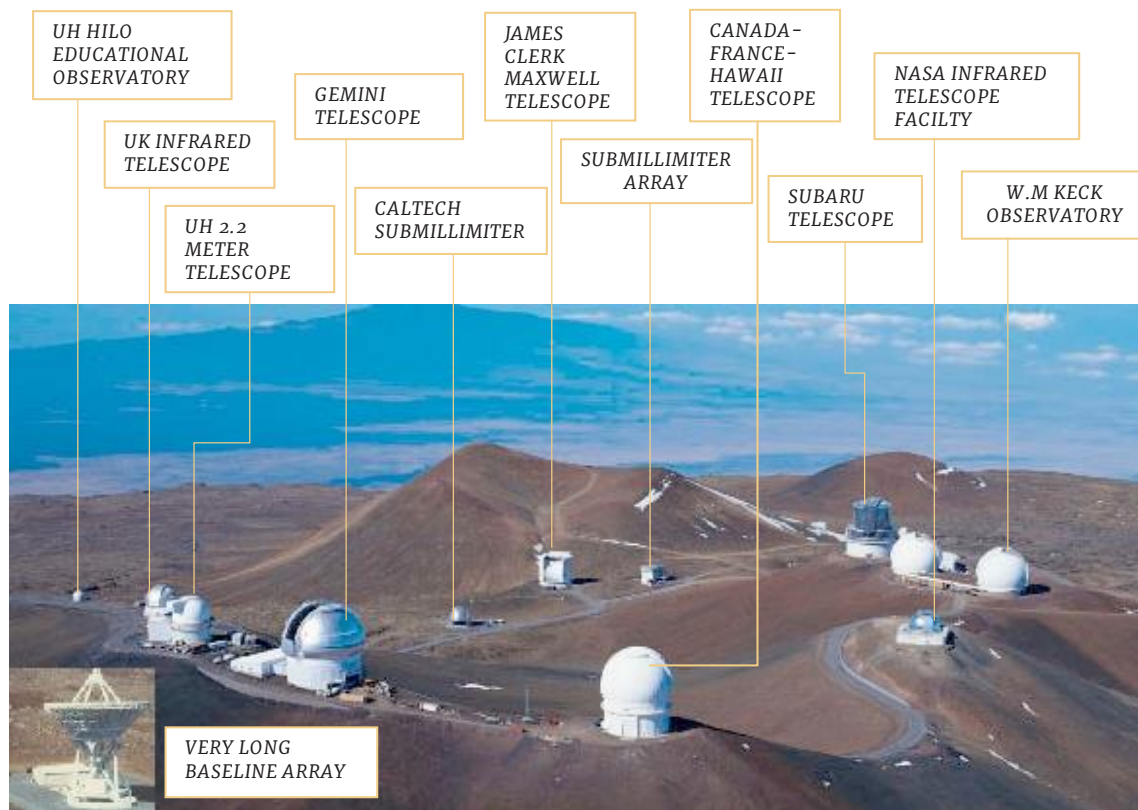 UH HILO
EDUCATIONAL
OBSERVATORY
UK INFRARED
TELESCOPE
UH 2.2
METER
TELESCOPE
GEMINI
TELESCOPE
CALTECH
SUBMILLIMITER
JAMES
CLERK
MAXWELL
TELESCOPE
SUBMILLIMITER
ARRAY
CANADA–
FRANCE–
HAWAII
TELESCOPE
SUBARU
TELESCOPE
NASA INFRARED
TELESCOPE
FACILTY
W.M KECK
OBSERVATORY
VERY LONG
BASELINE ARRAY